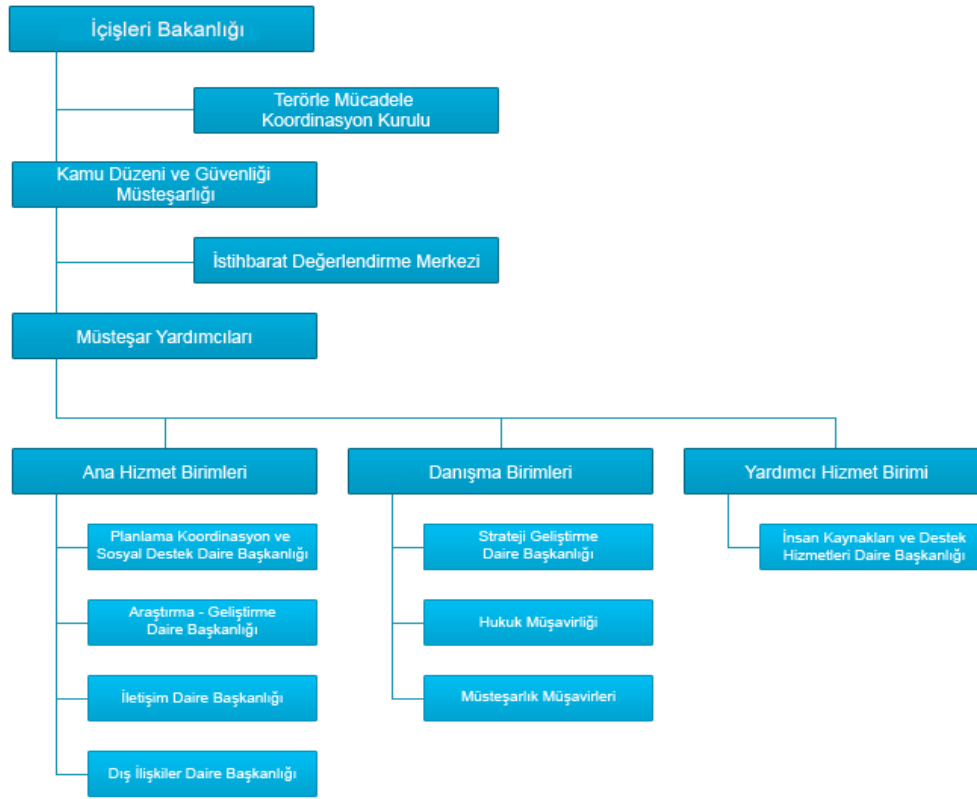 İçişleri Bakanlığı
Terörle Mücadele
Koordinasyon Kurulu
Kamu Düzeni ve Güvenliği
Müsteşarlığı
İstihbarat Değerlendirme Merkezi
Müsteşar Yardımcıları
Ana Hizmet Birimleri
Planlama Koordinasyon ve
Sosyal Destek Daire Başkanlığı
Araştırma - Geliştirme
Daire Başkanlığı
İletişim Daire Başkanlığı
Dış İlişkiler Daire Başkanlığı
Danışma Birimleri
Strateji Geliştirme
Daire Başkanlığı
Hukuk Müşavirliği
Müsteşarlık Müşavirleri
Yardımcı Hizmet Birimi
İnsan Kaynakları ve Destek
Hizmetleri Daire Başkanlığı